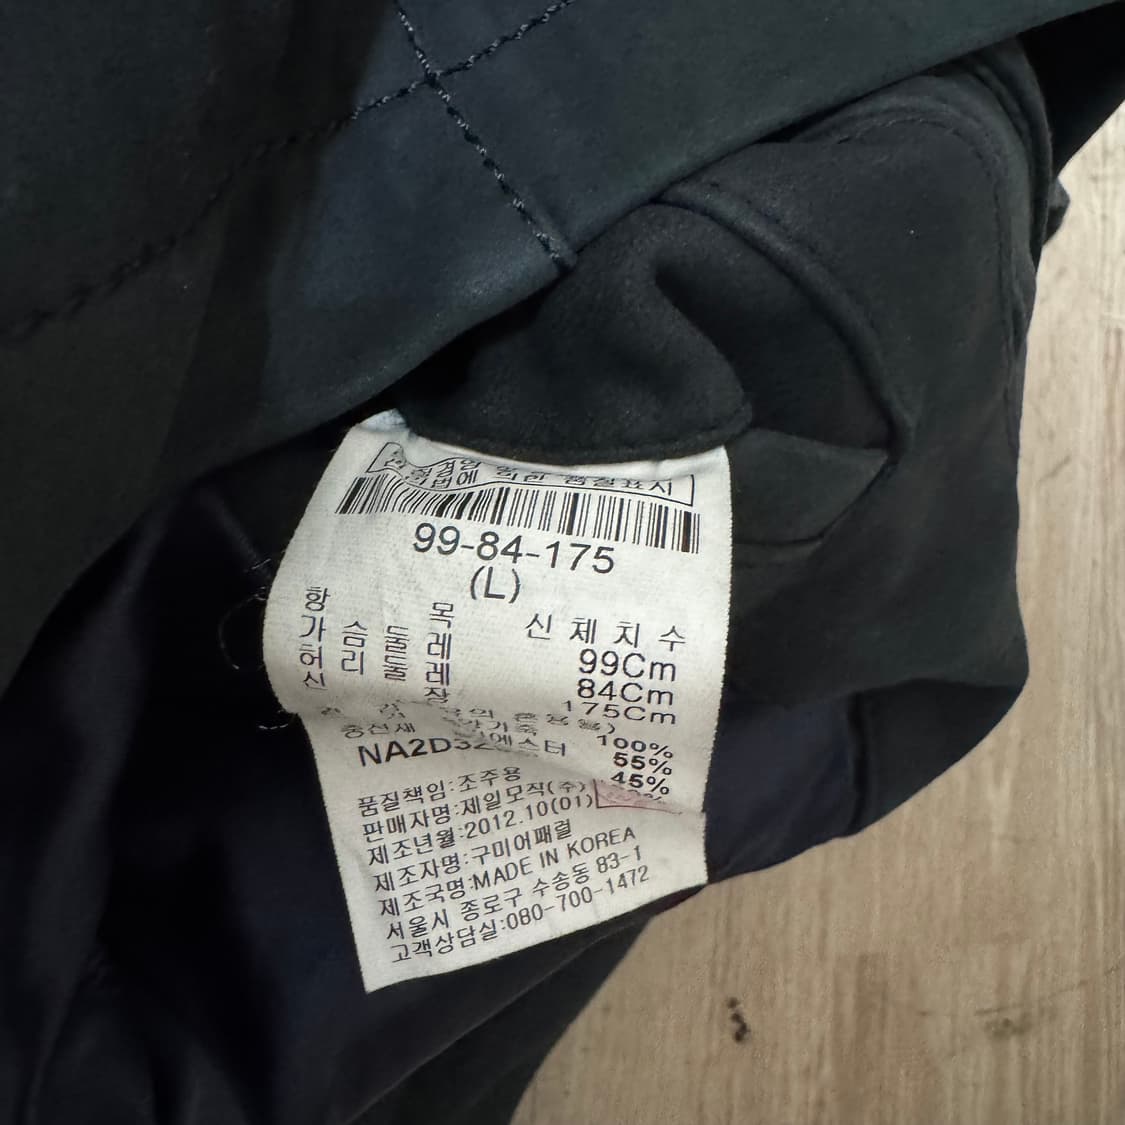 품질표시
99-84-175
(L)
항 목 신 체 치 수
가 슴 둘 레 99Cm
허 리 둘 레 84Cm
신 장 175Cm
100%
55%
NA2D32 45%
품질책임:조주용
판매자명:제일모직(주)
제조년월:2012.10(01)
제조자명:구미어패럴
제조국명:MADE IN KOREA
서울시 종로구 수송동 83-1
고객상담실:080-700-1472